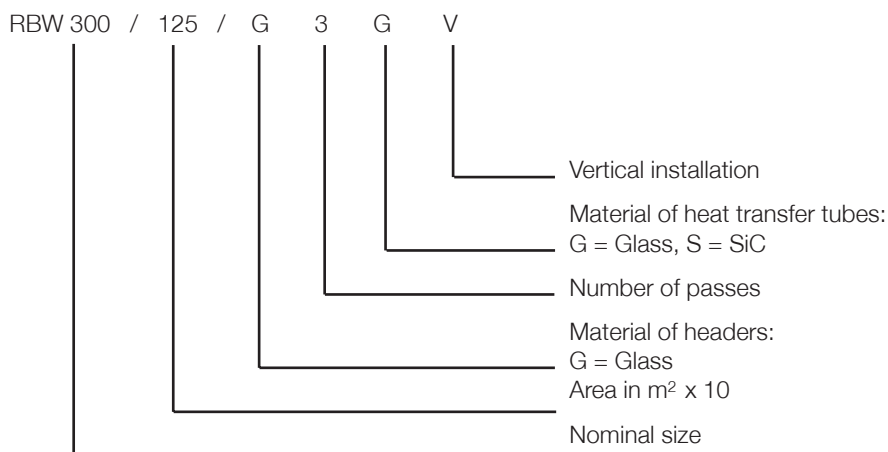 RBW 300 / 125 / G 3 G V
Vertical installation
Material of heat transfer tubes:
G = Glass, S = SiC
Number of passes
Material of headers:
G = Glass
Area in m² x 10
Nominal size